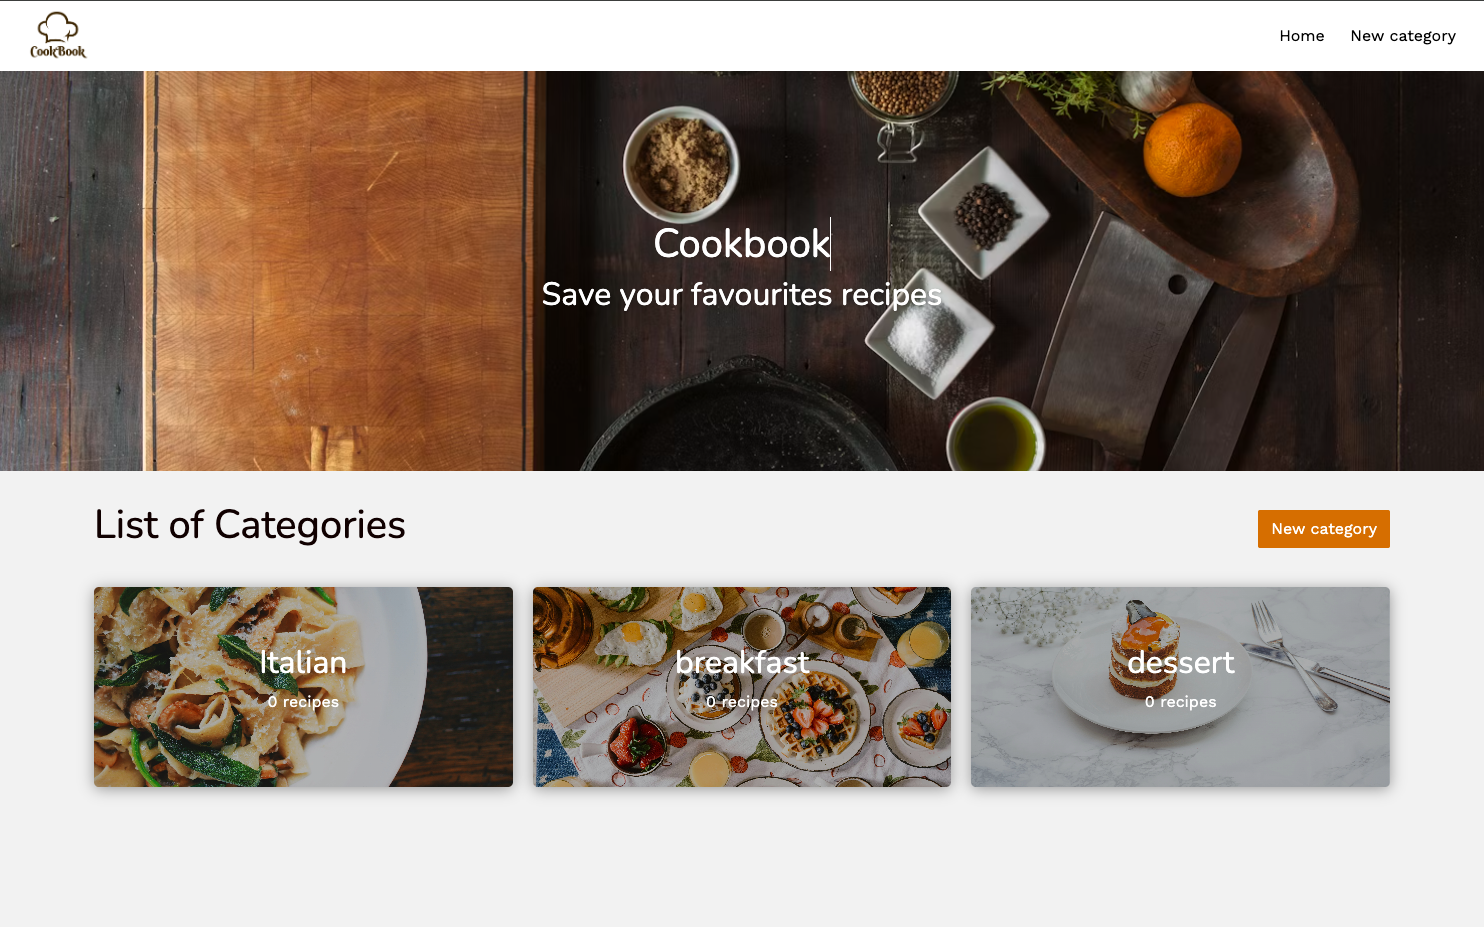 CookBook
Home New category
Cookbook
Save your favourites recipes
List of Categories
New category
Italian
0 recipes
breakfast
0 recipes
dessert
0 recipes